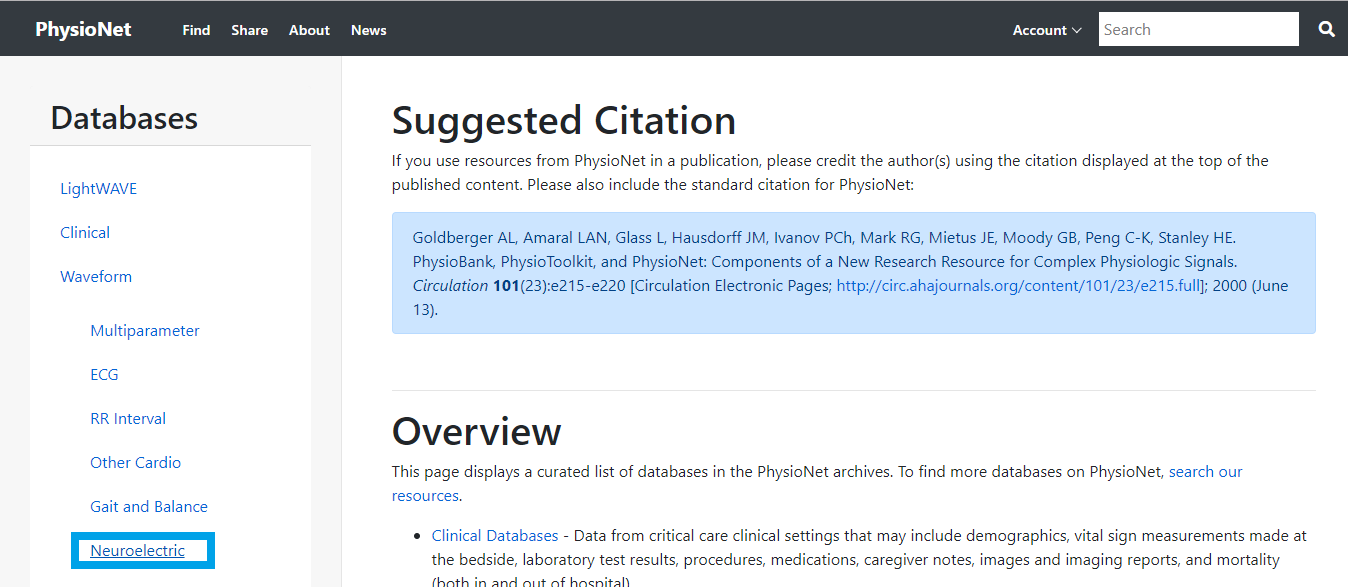 PhysioNet Find Share About News Account Search
Databases
LightWAVE
Clinical
Waveform
Multiparameter
ECG
RR Interval
Other Cardio
Gait and Balance
Neuroelectric
Suggested Citation
If you use resources from PhysioNet in a publication, please credit the author(s) using the citation displayed at the top of the
published content. Please also include the standard citation for PhysioNet:
Goldberger AL, Amaral LAN, Glass L, Hausdorff JM, Ivanov PCh, Mark RG, Mietus JE, Moody GB, Peng C-K, Stanley HE.
PhysioBank, PhysioToolkit, and PhysioNet: Components of a New Research Resource for Complex Physiologic Signals.
Circulation 101(23):e215-e220 [Circulation Electronic Pages; http://circ.ahajournals.org/content/101/23/e215.full]; 2000 (June
13).
Overview
This page displays a curated list of databases in the PhysioNet archives. To find more databases on PhysioNet, search our
resources.
• Clinical Databases - Data from critical care clinical settings that may include demographics, vital sign measurements made at
the bedside, laboratory test results, procedures, medications, caregiver notes, images and imaging reports, and mortality
(both in and out of hospital)